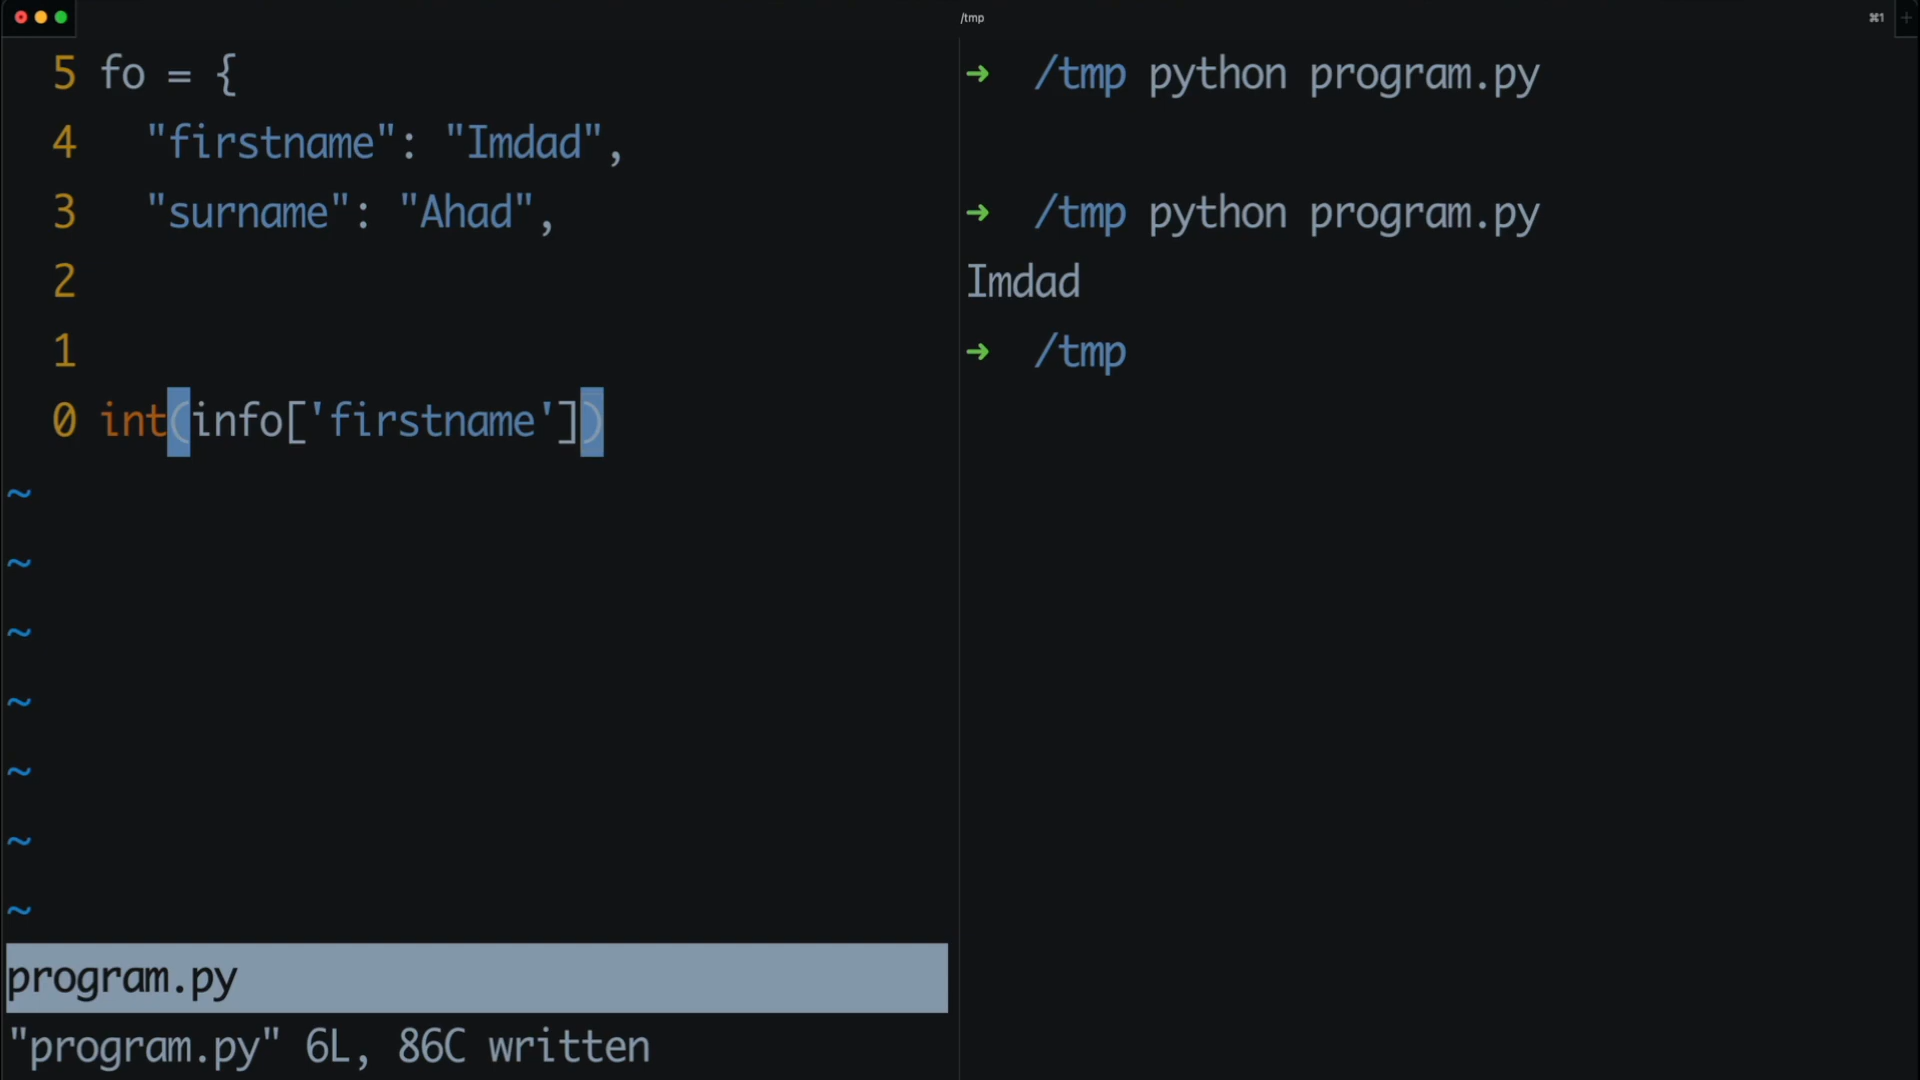 /tmp
⌘1
5 fo = {
4 "firstname": "Imdad",
3 "surname": "Ahad",
2
1
0 int(info['firstname'])
~
~
~
~
~
~
~
program.py
"program.py" 6L, 86C written
➜ /tmp python program.py
➜ /tmp python program.py
Imdad
➜ /tmp